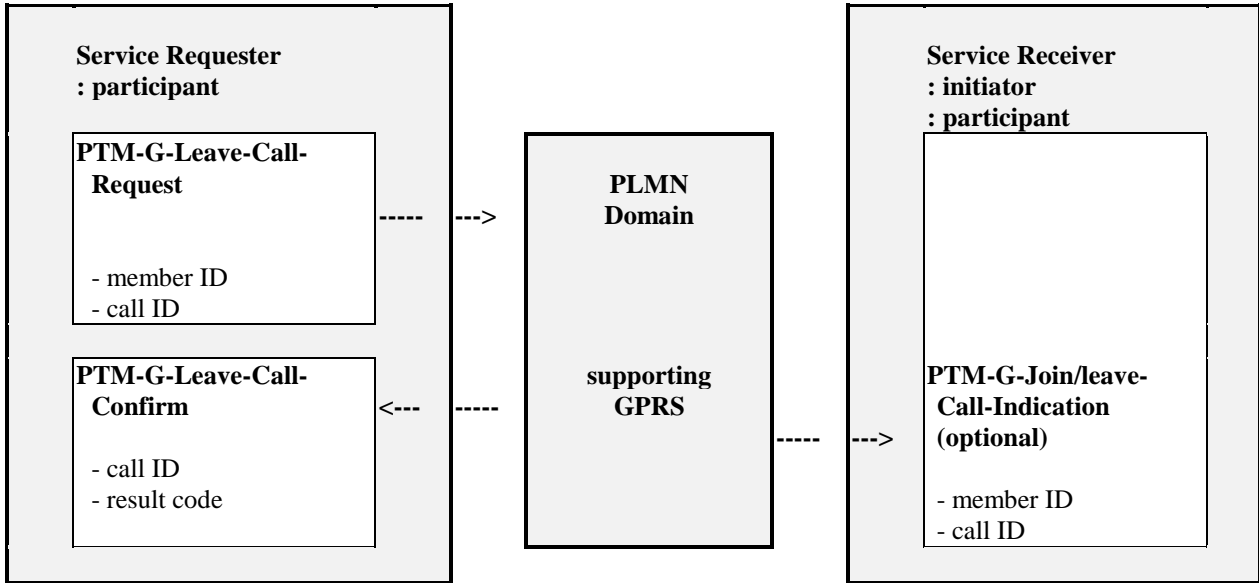 Service Requester
: participant
PTM-G-Leave-Call-
Request
- member ID
- call ID
PTM-G-Leave-Call-
Confirm
- call ID
- result code
----- --->
<--- -----
PLMN
Domain
supporting
GPRS
----- --->
Service Receiver
: initiator
: participant
PTM-G-Join/leave-
Call-Indication
(optional)
- member ID
- call ID